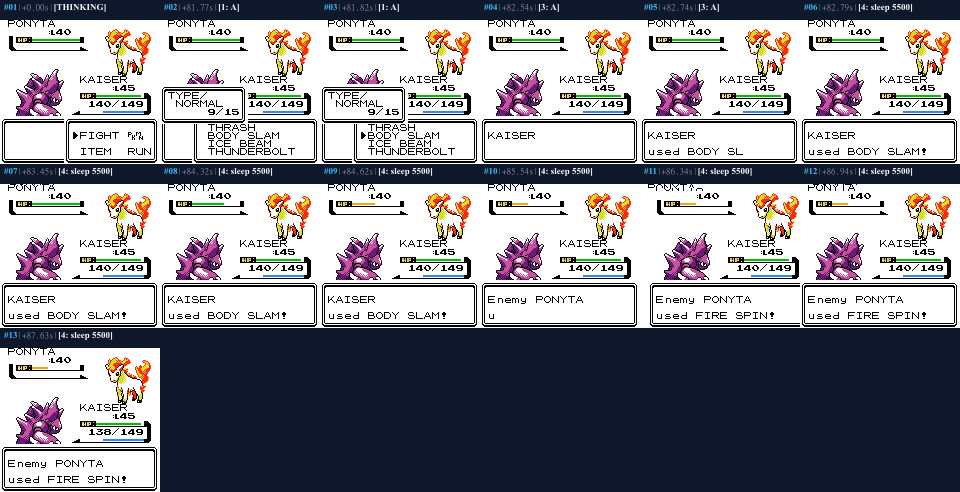 #01|+0.00s|[THINKING]
PONYTA
:L40
HP:
KAISER
:L45
HP:
140/149
▶FIGHT PKMN
ITEM RUN
#02|+81.77s|[1: A]
PONYTA
:L40
HP:
KAISER
:L45
140/149
TYPE/
NORMAL
9/15
THRASH
BODY SLAM
ICE BEAM
THUNDERBOLT
#03|+81.82s|[1: A]
PONYTA
:L40
HP:
KAISER
:L45
140/149
TYPE/
NORMAL
9/15
THRASH
▶BODY SLAM
ICE BEAM
THUNDERBOLT
#04|+82.54s|[3: A]
PONYTA
:L40
HP:
KAISER
:L45
HP:
140/149
KAISER
#05|+82.74s|[3: A]
PONYTA
:L40
HP:
KAISER
:L45
HP:
140/149
KAISER
used BODY SL
#06|+82.79s|[4: sleep 5500]
PONYTA
:L40
HP:
KAISER
:L45
HP:
140/149
KAISER
used BODY SLAM!
#07|+83.45s|[4: sleep 5500]
PONYTA
:L40
HP:
KAISER
:L45
HP:
140/149
KAISER
used BODY SLAM!
#08|+84.32s|[4: sleep 5500]
PONYTA
:L40
HP:
KAISER
:L45
HP:
140/149
KAISER
used BODY SLAM!
#09|+84.62s|[4: sleep 5500]
PONYTA
:L40
HP:
KAISER
:L45
HP:
140/149
KAISER
used BODY SLAM!
#10|+85.54s|[4: sleep 5500]
PONYTA
:L40
HP:
KAISER
:L45
HP:
140/149
Enemy PONYTA
u
#11|+86.34s|[4: sleep 5500]
:L40
HP:
KAISER
:L45
HP:
140/149
Enemy PONYTA
used FIRE SPIN!
#12|+86.94s|[4: sleep 5500]
PONYTA
:L40
HP:
KAISER
:L45
HP:
140/149
Enemy PONYTA
used FIRE SPIN!
#13|+87.63s|[4: sleep 5500]
PONYTA
:L40
HP:
KAISER
:L45
HP:
138/149
Enemy PONYTA
used FIRE SPIN!